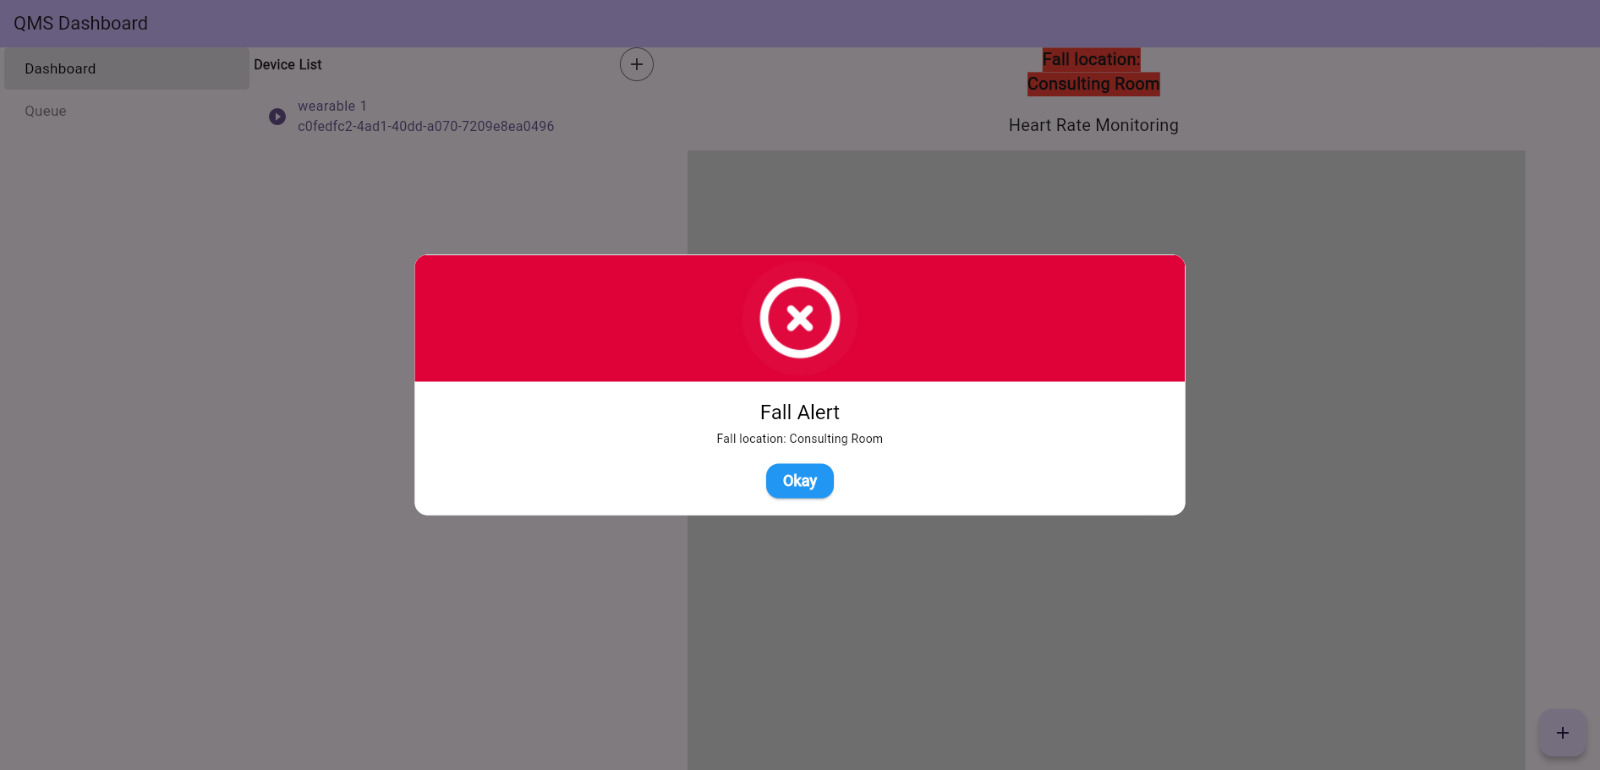 QMS Dashboard
Dashboard
Queue
Device List
wearable 1
c0fedfc2-4ad1-40dd-a070-7209e8ea0496
Fall location:
Consulting Room
Heart Rate Monitoring
Fall Alert
Fall location: Consulting Room
Okay